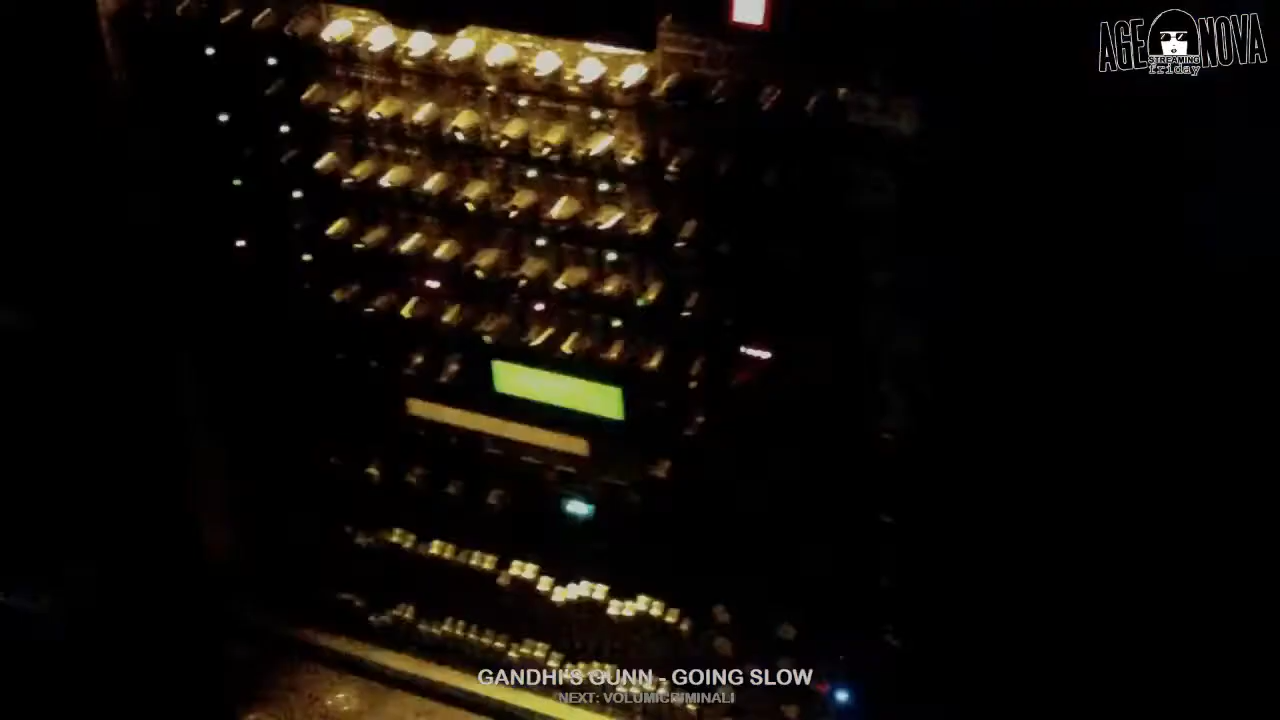 AGE NOVA
STREAMING
friday
GANDHI'S GUNN - GOING SLOW
NEXT: VOLUMICRIMINALI